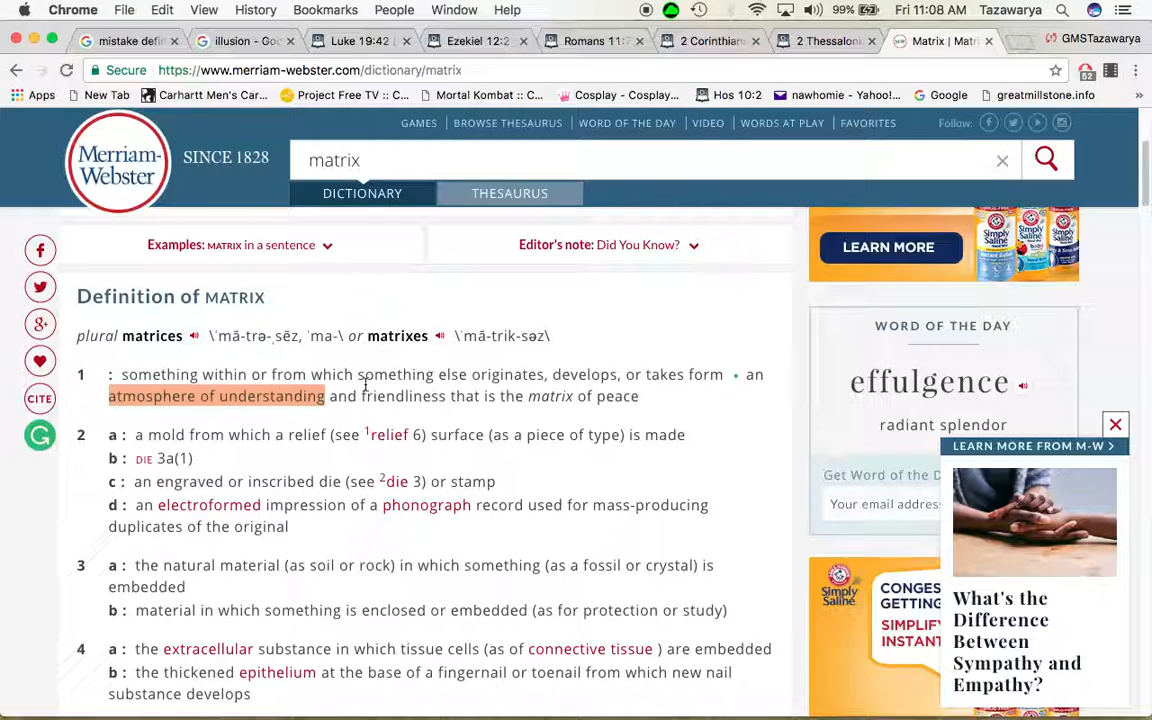 Chrome File Edit View History Bookmarks People Window Help 99% Fri 11:08 AM Tazawarya
mistake defin illusion - Goo Luke 19:42 Ezekiel 12:2 Romans 11:7 2 Corinthian 2 Thessaloni Matrix | Matri GMSTazawarya
Secure https://www.merriam-webster.com/dictionary/matrix 52
Apps New Tab Carhartt Men's Car... Project Free TV :: C... Mortal Kombat :: C... Cosplay - Cosplay... Hos 10:2 nawhomie - Yahoo!... Google greatmillstone.info »
GAMES BROWSE THESAURUS WORD OF THE DAY VIDEO WORDS AT PLAY FAVORITES Follow:
Merriam-
Webster
SINCE 1828
matrix
DICTIONARY THESAURUS
Examples: MATRIX in a sentence
Editor's note: Did You Know?
Definition of MATRIX
plural matrices \ˈmā-trə-ˌsēz, ˈma-\ or matrixes \ˈmā-trik-səz\
1 : something within or from which something else originates, develops, or takes form • an
atmosphere of understanding and friendliness that is the matrix of peace
2 a : a mold from which a relief (see 1relief 6) surface (as a piece of type) is made
b : DIE 3a(1)
c : an engraved or inscribed die (see 2die 3) or stamp
d : an electroformed impression of a phonograph record used for mass-producing
duplicates of the original
3 a : the natural material (as soil or rock) in which something (as a fossil or crystal) is
embedded
b : material in which something is enclosed or embedded (as for protection or study)
4 a : the extracellular substance in which tissue cells (as of connective tissue ) are embedded
b : the thickened epithelium at the base of a fingernail or toenail from which new nail
substance develops
g+
CITE
LEARN MORE
Simply
Saline
WORD OF THE DAY
effulgence
radiant splendor
Get Word of the D
Your email address
LEARN MORE FROM M-W >
What's the
Difference
Between
Sympathy and
Empathy?
ARM &
HAMMER
Simply
Saline
CONGES
GETTING
SIMPLIFY
INSTANT